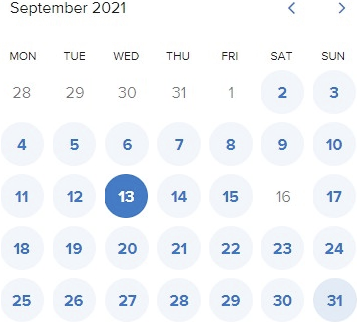 September 2021
MON TUE WED THU FRI SAT SUN
28 29 30 31 1 2 3
4 5 6 7 8 9 10
11 12 13 14 15 16 17
18 19 20 21 22 23 24
25 26 27 28 29 30 31